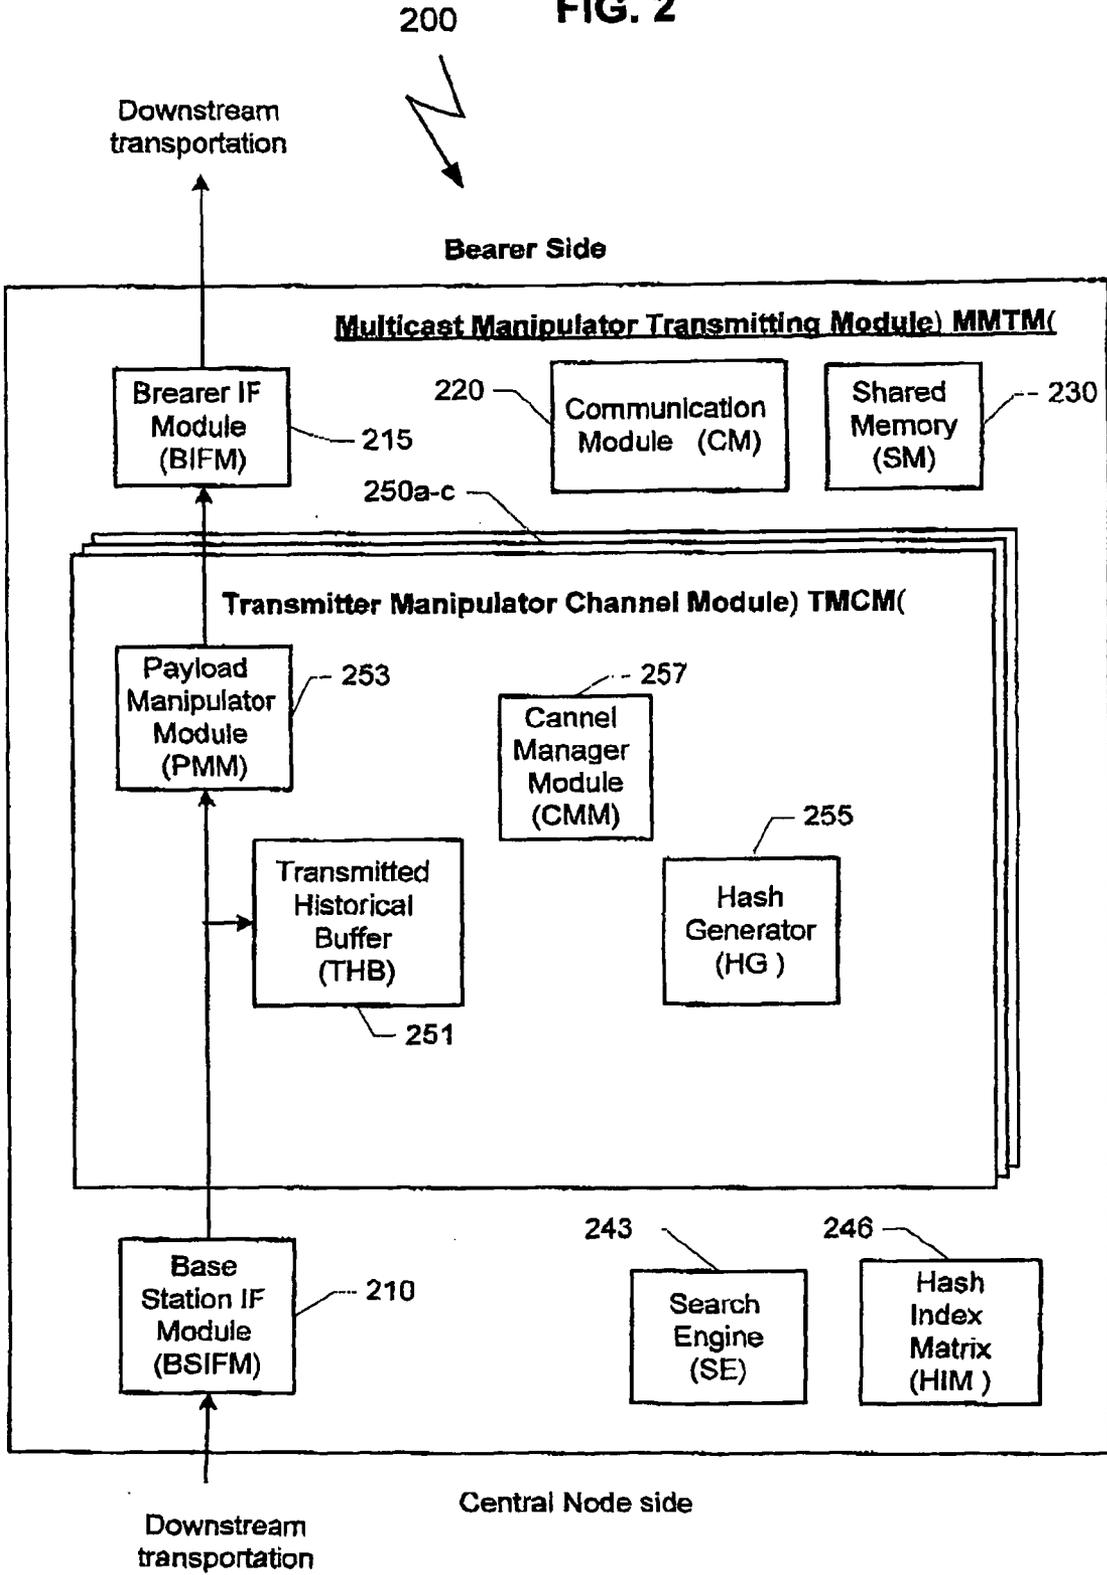 FIG. 2
200
Downstream
transportation
Bearer Side
Multicast Manipulator Transmitting Module) MMTM(
Brearer IF
Module
(BIFM)
215
220
Communication
Module (CM)
Shared
Memory
(SM)
230
250a-c
Transmitter Manipulator Channel Module) TMCM(
Payload
Manipulator
Module
(PMM)
253
257
Cannel
Manager
Module
(CMM)
255
Hash
Generator
(HG )
Transmitted
Historical
Buffer
(THB)
251
Base
Station IF
Module
(BSIFM)
210
243
Search
Engine
(SE)
246
Hash
Index
Matrix
(HIM )
Central Node side
Downstream
transportation